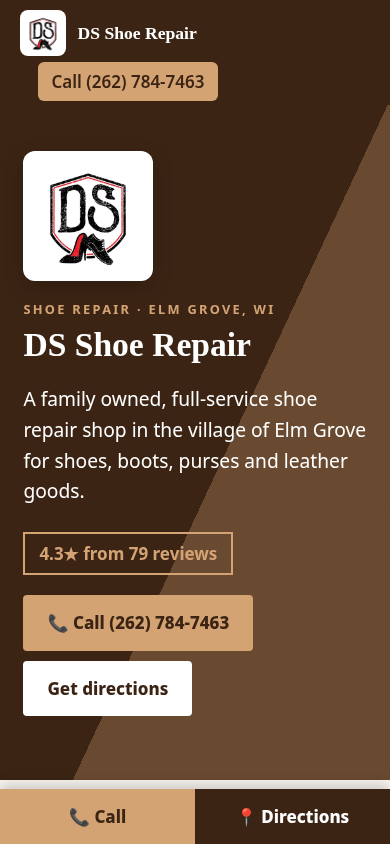 DS
DS Shoe Repair
Call (262) 784-7463
DS
SHOE REPAIR · ELM GROVE, WI
DS Shoe Repair
A family owned, full-service shoe
repair shop in the village of Elm Grove
for shoes, boots, purses and leather
goods.
4.3★ from 79 reviews
📞 Call (262) 784-7463
Get directions
📞 Call
📍 Directions